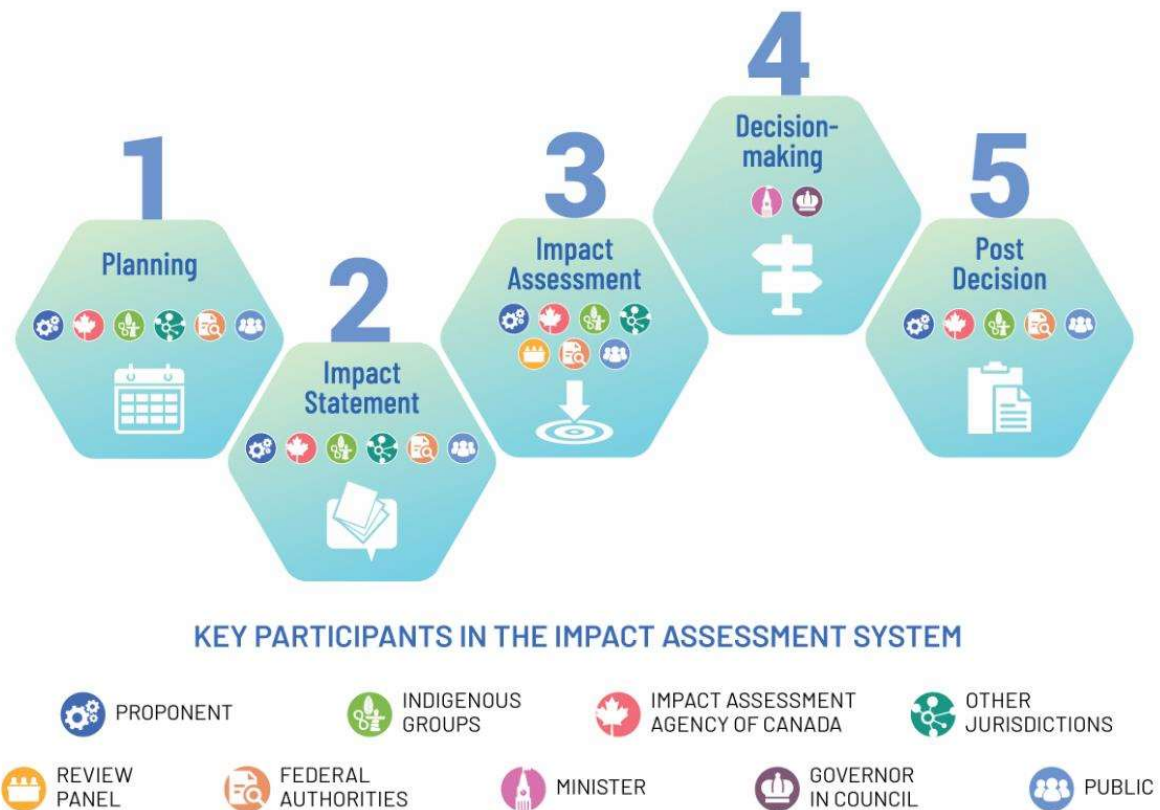 1
Planning
2
Impact
Statement
3
Impact
Assessment
4
Decision-
making
5
Post
Decision
KEY PARTICIPANTS IN THE IMPACT ASSESSMENT SYSTEM
PROPONENT
INDIGENOUS
GROUPS
IMPACT ASSESSMENT
AGENCY OF CANADA
OTHER
JURISDICTIONS
REVIEW
PANEL
FEDERAL
AUTHORITIES
MINISTER
GOVERNOR
IN COUNCIL
PUBLIC